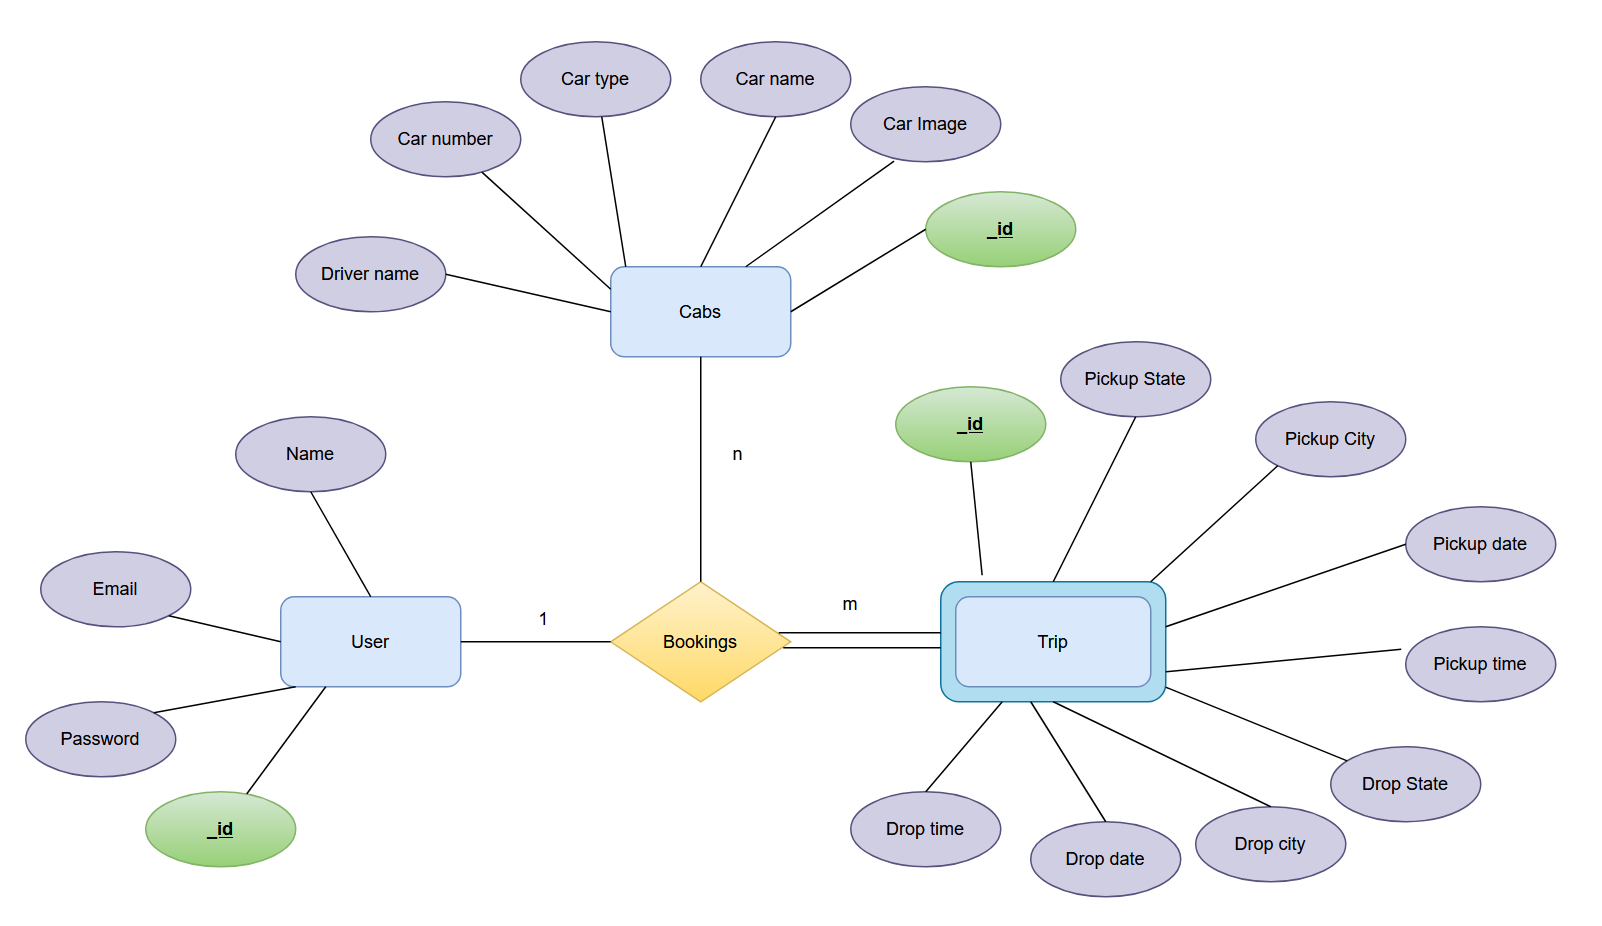 Car type
Car name
Car Image
Car number
_id
Driver name
Cabs
Pickup State
_id
Pickup City
Name
n
Pickup date
Email
m
1
User
Bookings
Trip
Pickup time
Password
Drop State
_id
Drop time
Drop city
Drop date